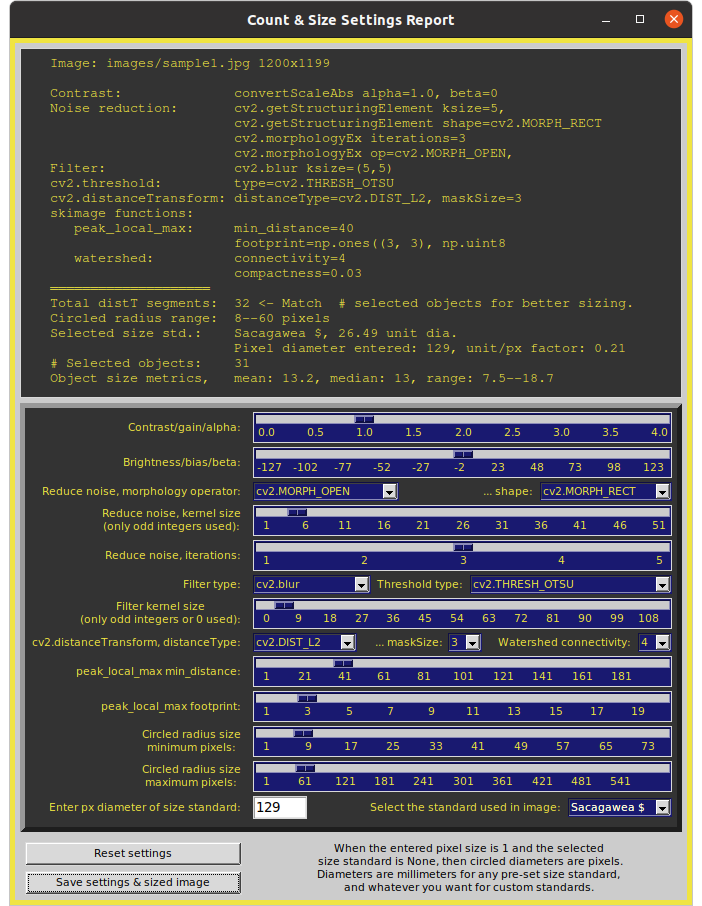 Count & Size Settings Report
Image: images/sample1.jpg 1200x1199
Contrast: convertScaleAbs alpha=1.0, beta=0
Noise reduction: cv2.getStructuringElement ksize=5,
cv2.getStructuringElement shape=cv2.MORPH_RECT
cv2.morphologyEx iterations=3
cv2.morphologyEx op=cv2.MORPH_OPEN,
Filter: cv2.blur ksize=(5,5)
cv2.threshold: type=cv2.THRESH_OTSU
cv2.distanceTransform: distanceType=cv2.DIST_L2, maskSize=3
skimage functions:
peak_local_max: min_distance=40
footprint=np.ones((3, 3), np.uint8
watershed: connectivity=4
compactness=0.03
Total distT segments: 32 <- Match # selected objects for better sizing.
Circled radius range: 8--60 pixels
Selected size std.: Sacagawea $, 26.49 unit dia.
Pixel diameter entered: 129, unit/px factor: 0.21
# Selected objects: 31
Object size metrics, mean: 13.2, median: 13, range: 7.5--18.7
Contrast/gain/alpha:
0.0 0.5 1.0 1.5 2.0 2.5 3.0 3.5 4.0
Brightness/bias/beta:
-127 -102 -77 -52 -27 -2 23 48 73 98 123
Reduce noise, morphology operator: cv2.MORPH_OPEN ... shape: cv2.MORPH_RECT
Reduce noise, kernel size
(only odd integers used):
1 6 11 16 21 26 31 36 41 46 51
Reduce noise, iterations:
1 2 3 4 5
Filter type: cv2.blur Threshold type: cv2.THRESH_OTSU
Filter kernel size
(only odd integers or 0 used):
0 9 18 27 36 45 54 63 72 81 90 99 108
cv2.distanceTransform, distanceType: cv2.DIST_L2 ... maskSize: 3 Watershed connectivity: 4
peak_local_max min_distance:
1 21 41 61 81 101 121 141 161 181
peak_local_max footprint:
1 3 5 7 9 11 13 15 17 19
Circled radius size
minimum pixels:
1 9 17 25 33 41 49 57 65 73
Circled radius size
maximum pixels:
1 61 121 181 241 301 361 421 481 541
Enter px diameter of size standard: 129 Select the standard used in image: Sacagawea $
Reset settings
Save settings & sized image
When the entered pixel size is 1 and the selected
size standard is None, then circled diameters are pixels.
Diameters are millimeters for any pre-set size standard,
and whatever you want for custom standards.